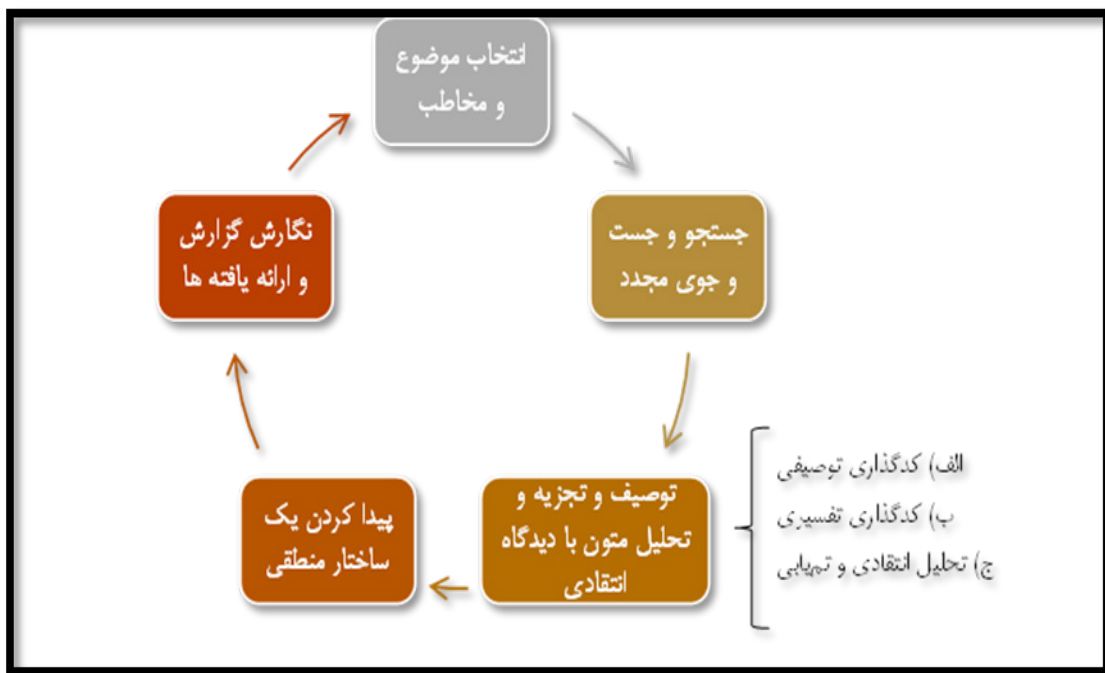 انتخاب موضوع
و مخاطب
جستجو و جست
و جوی مجدد
توصیف و تجزیه و
تحلیل متون با دیدگاه
انتقادی
الف) کدگذاری توصیفی
ب) کدگذاری تفسیری
ج) تحلیل انتقادی و تم‌یابی
پیدا کردن یک
ساختار منطقی
نگارش گزارش
و ارائه یافته ها